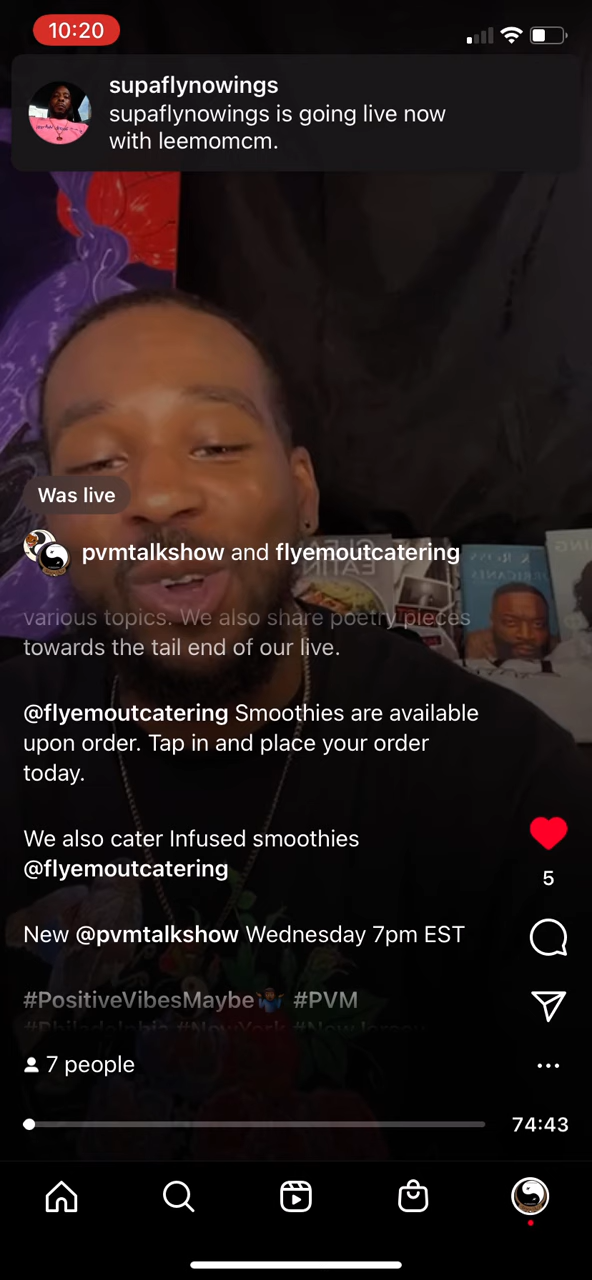 10:20
supaflynowings
supaflynowings is going live now
with leemomcm.
Was live
pvmtalkshow and flyemoutcatering
various topics. We also share poetry pieces
towards the tail end of our live.
@flyemoutcatering Smoothies are available
upon order. Tap in and place your order
today.
We also cater Infused smoothies
@flyemoutcatering
New @pvmtalkshow Wednesday 7pm EST
#PositiveVibesMaybe🤷🏾‍♂️ #PVM
#Philadelphia #NewYork #NewJersey
5
7 people
74:43